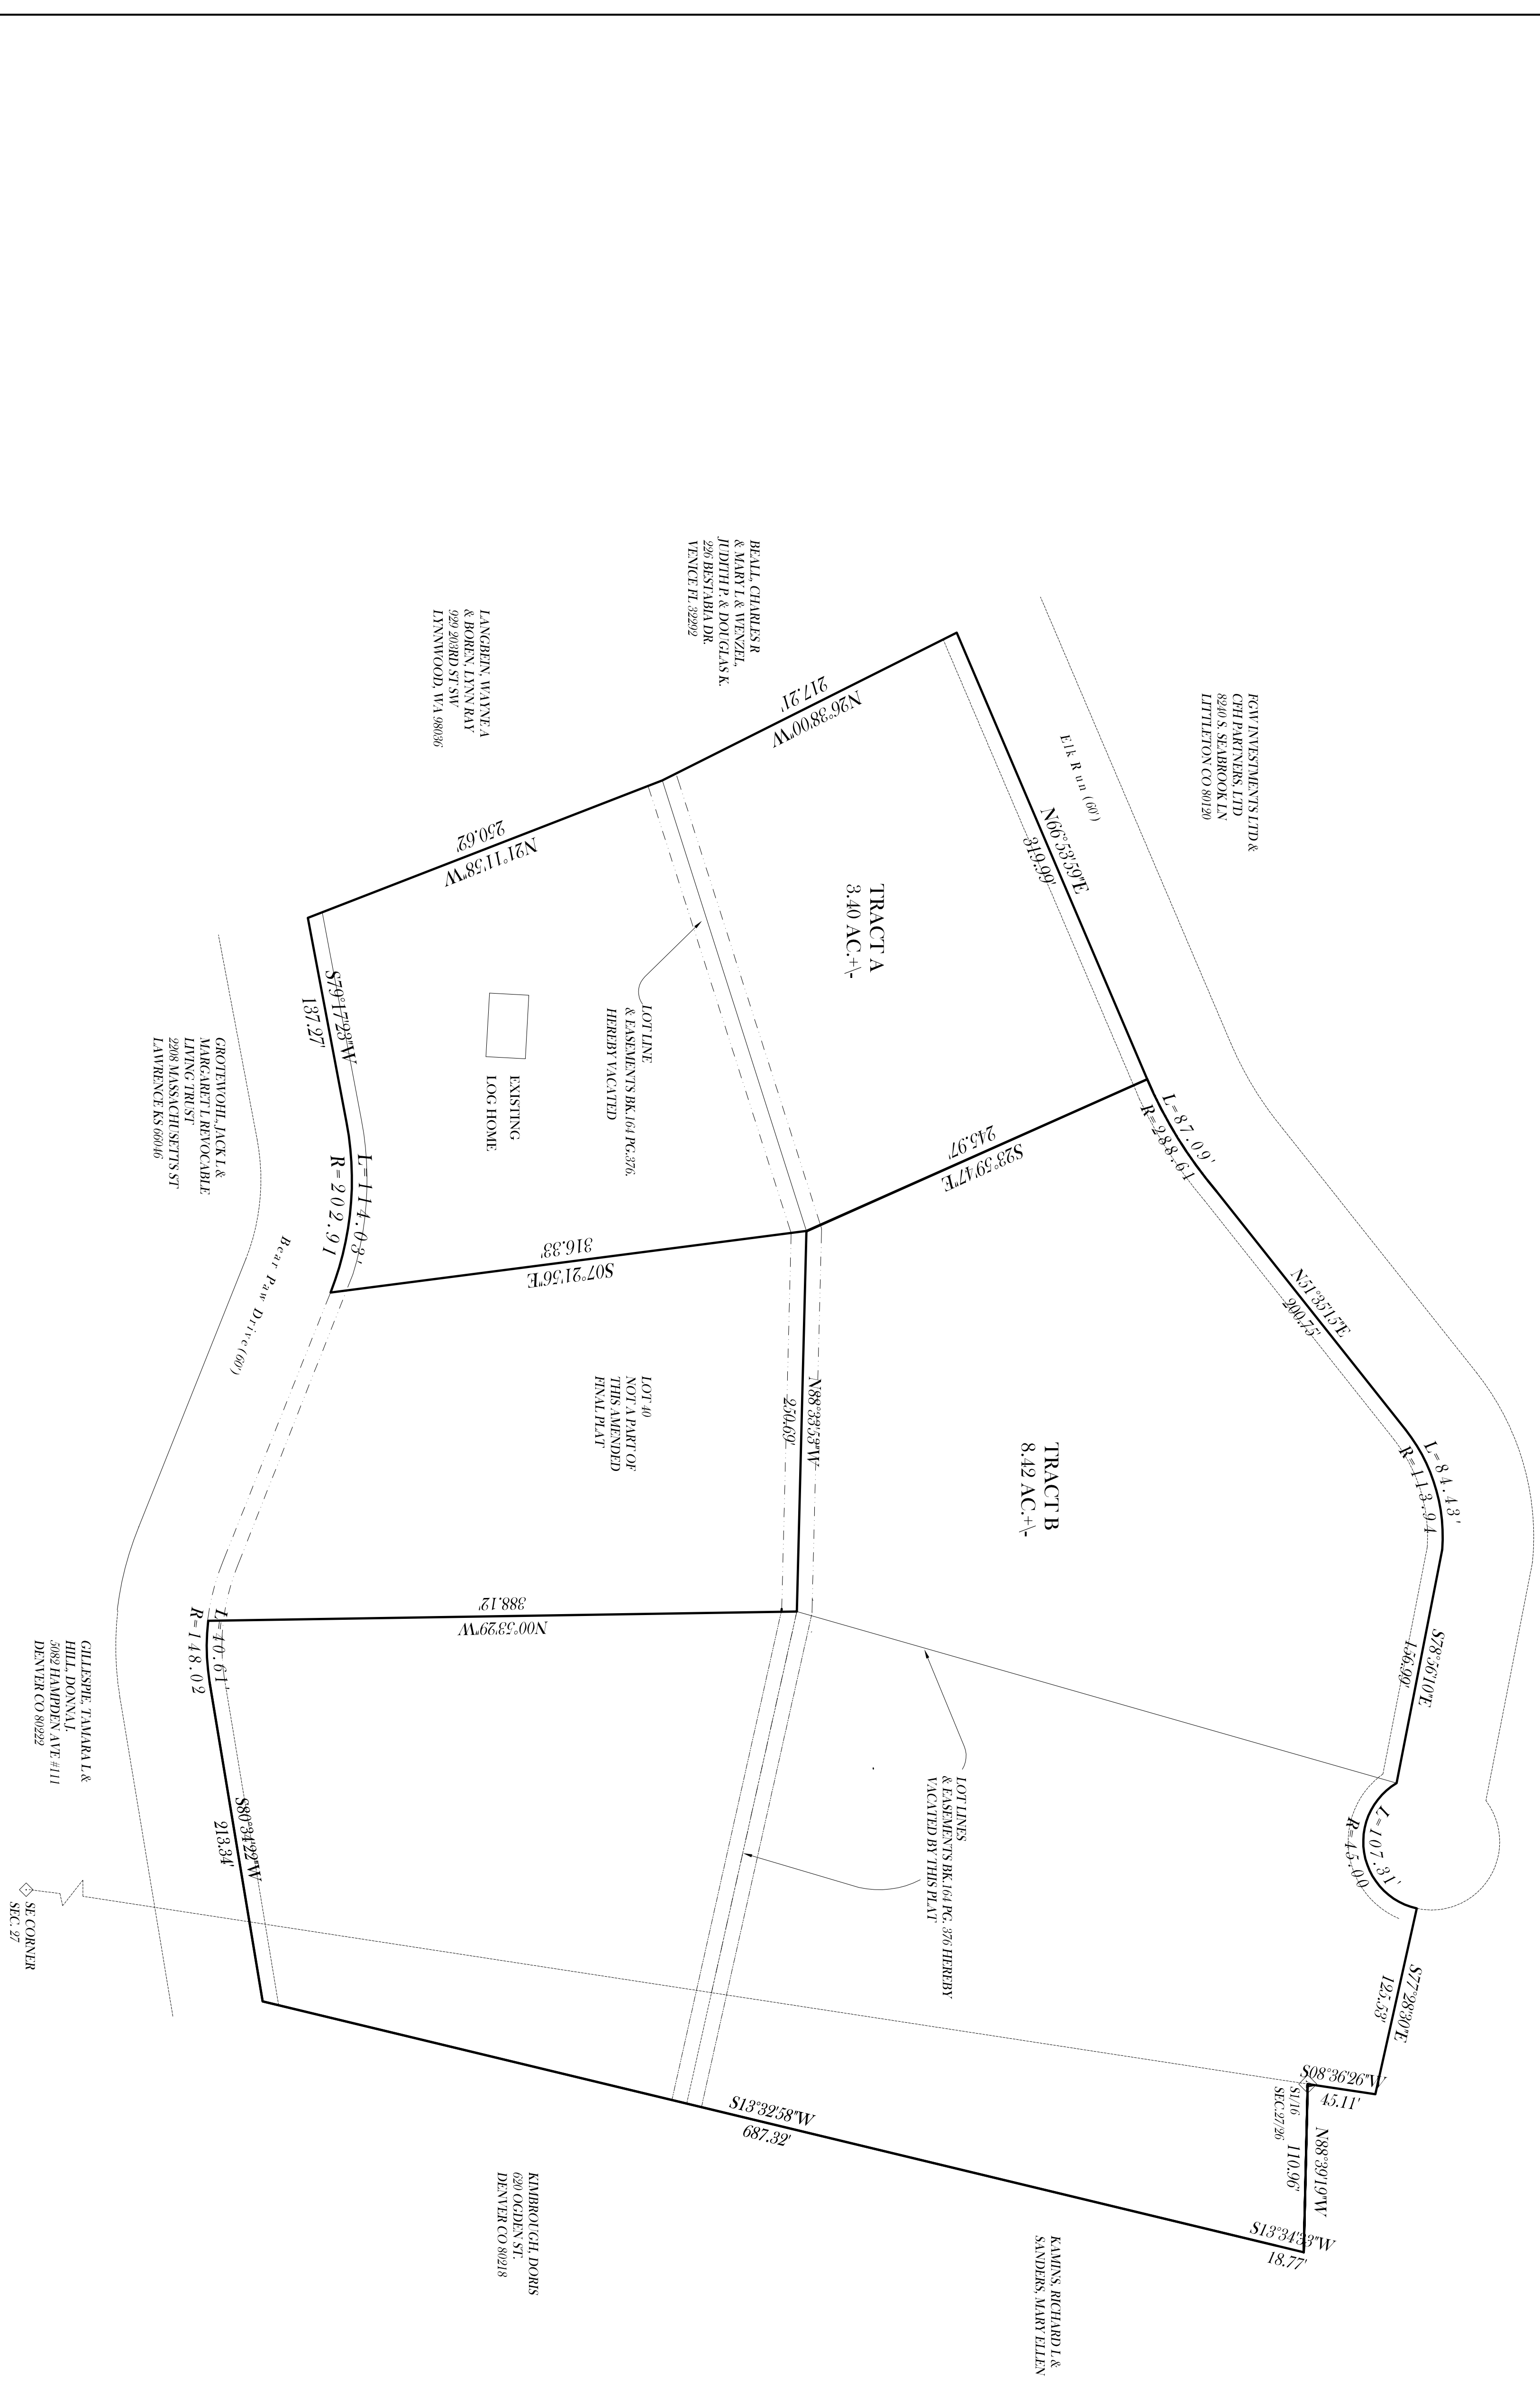 FGW INVESTMENTS LTD &
CFH PARTNERS, LTD
8240 S. SEABROOK LN
LITTLETON CO 80120
Elk Run (60')
N66°53'59"E
319.99'
L=87.09'
R=288.61
N51°35'15"E
200.75'
L=84.43'
R=113.94
S78°56'10"E
156.99'
L=107.31'
R=45.00
S77°28'30"E
125.53'
S08°36'26"W
45.11'
S1/16
SEC.27/26
N88°39'19"W
110.96'
S13°34'33"W
18.77'
KAMINS, RICHARD L &
SANDERS, MARY ELLEN
BEALL, CHARLES R
& MARY L & WENZEL,
JUDITH P. & DOUGLAS K.
226 BESTABIA DR.
VENICE FL 32292
N26°38'00"W
217.21'
TRACT A
3.40 AC.+\-
S23°59'47"E
245.97'
TRACT B
8.42 AC.+\-
LOT LINES
& EASEMENTS BK.164 PG. 376 HEREBY
VACATED BY THIS PLAT
N88°33'53"W
250.69'
S13°32'58"W
687.32'
LANGBEIN, WAYNE A
& BOREN, LYNN RAY
929 203RD ST SW
LYNNWOOD, WA 98036
N21°11'58"W
250.62'
LOT LINE
& EASEMENTS BK.164 PG.376.
HEREBY VACATED
EXISTING
LOG HOME
S07°21'56"E
316.33'
LOT 40
NOT A PART OF
THIS AMENDED
FINAL PLAT
N00°53'29"W
388.12'
KIMBROUGH, DORIS
620 OGDEN ST.
DENVER CO 80218
S79°17'23"W
137.27'
L=114.03'
R=202.91
Bear Paw Drive(60')
L=40.61'
R=148.02
S80°34'22"W
213.34'
GROTEWOHL,JACK L &
MARGARET L REVOCABLE
LIVING TRUST
2208 MASSACHUSETTS ST
LAWRENCE KS 66046
GILLESPIE, TAMARA L &
HILL, DONNA J.
5082 HAMPDEN AVE #111
DENVER CO 80222
SE CORNER
SEC. 27